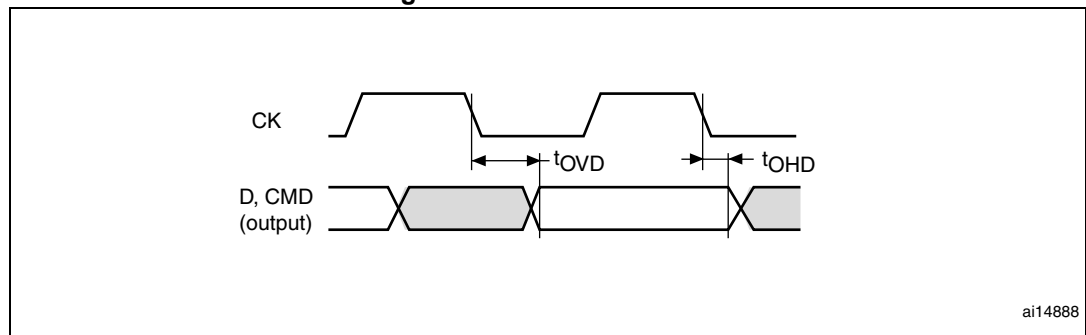 CK
tOVD
tOHD
D, CMD
(output)
ai14888